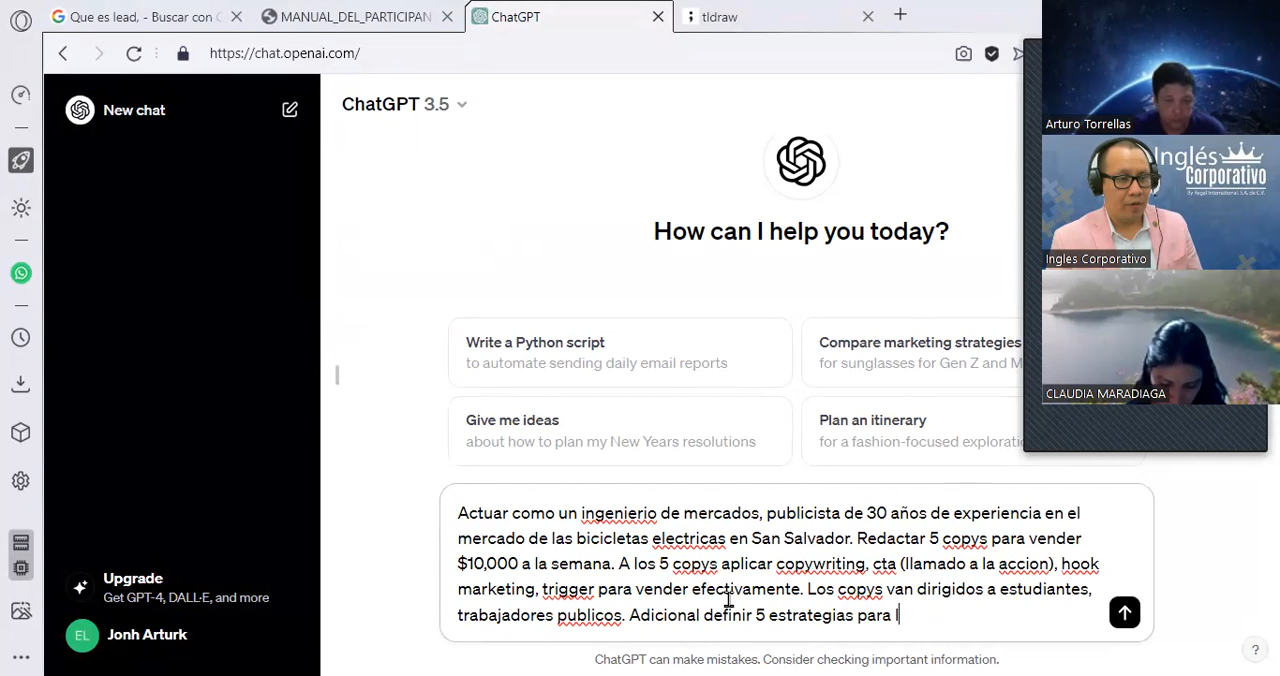 Que es lead, - Buscar con G
MANUAL_DEL_PARTICIPAN
ChatGPT
tldraw
https://chat.openai.com/
New chat
ChatGPT 3.5
How can I help you today?
Write a Python script
to automate sending daily email reports
Compare marketing strategies
for sunglasses for Gen Z and M
Give me ideas
about how to plan my New Years resolutions
Plan an itinerary
for a fashion-focused exploratio
Actuar como un ingenierio de mercados, publicista de 30 años de experiencia en el
mercado de las bicicletas electricas en San Salvador. Redactar 5 copys para vender
$10,000 a la semana. A los 5 copys aplicar copywriting, cta (llamado a la accion), hook
marketing, trigger para vender efectivamente. Los copys van dirigidos a estudiantes,
trabajadores publicos. Adicional definir 5 estrategias para l
ChatGPT can make mistakes. Consider checking important information.
Upgrade
Get GPT-4, DALL·E, and more
EL
Jonh Arturk
?
Arturo Torrellas
Inglés
Corporativo
By Regal International, S.A. de C.V.
Ingles Corporativo
CLAUDIA MARADIAGA